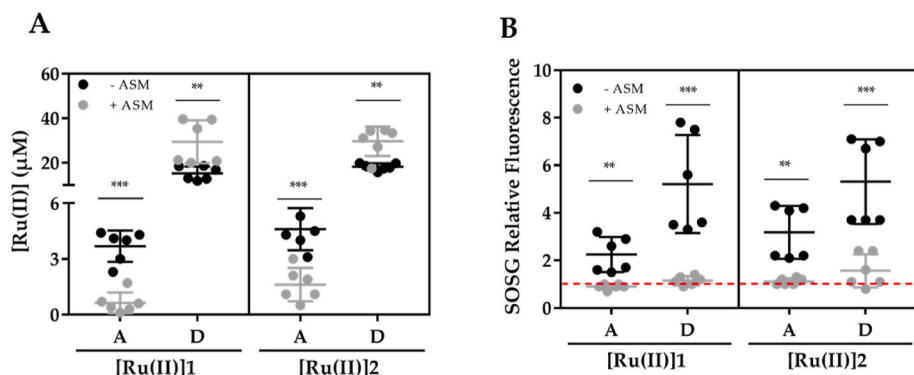 A
[Ru(II)] (μM)
60
40
20
6
3
0
- ASM
+ ASM
**
**
***
***
A
D
A
D
[Ru(II)]1
[Ru(II)]2
B
SOSG Relative Fluorescence
10
8
6
4
2
0
- ASM
+ ASM
***
***
**
**
A
D
A
D
[Ru(II)]1
[Ru(II)]2